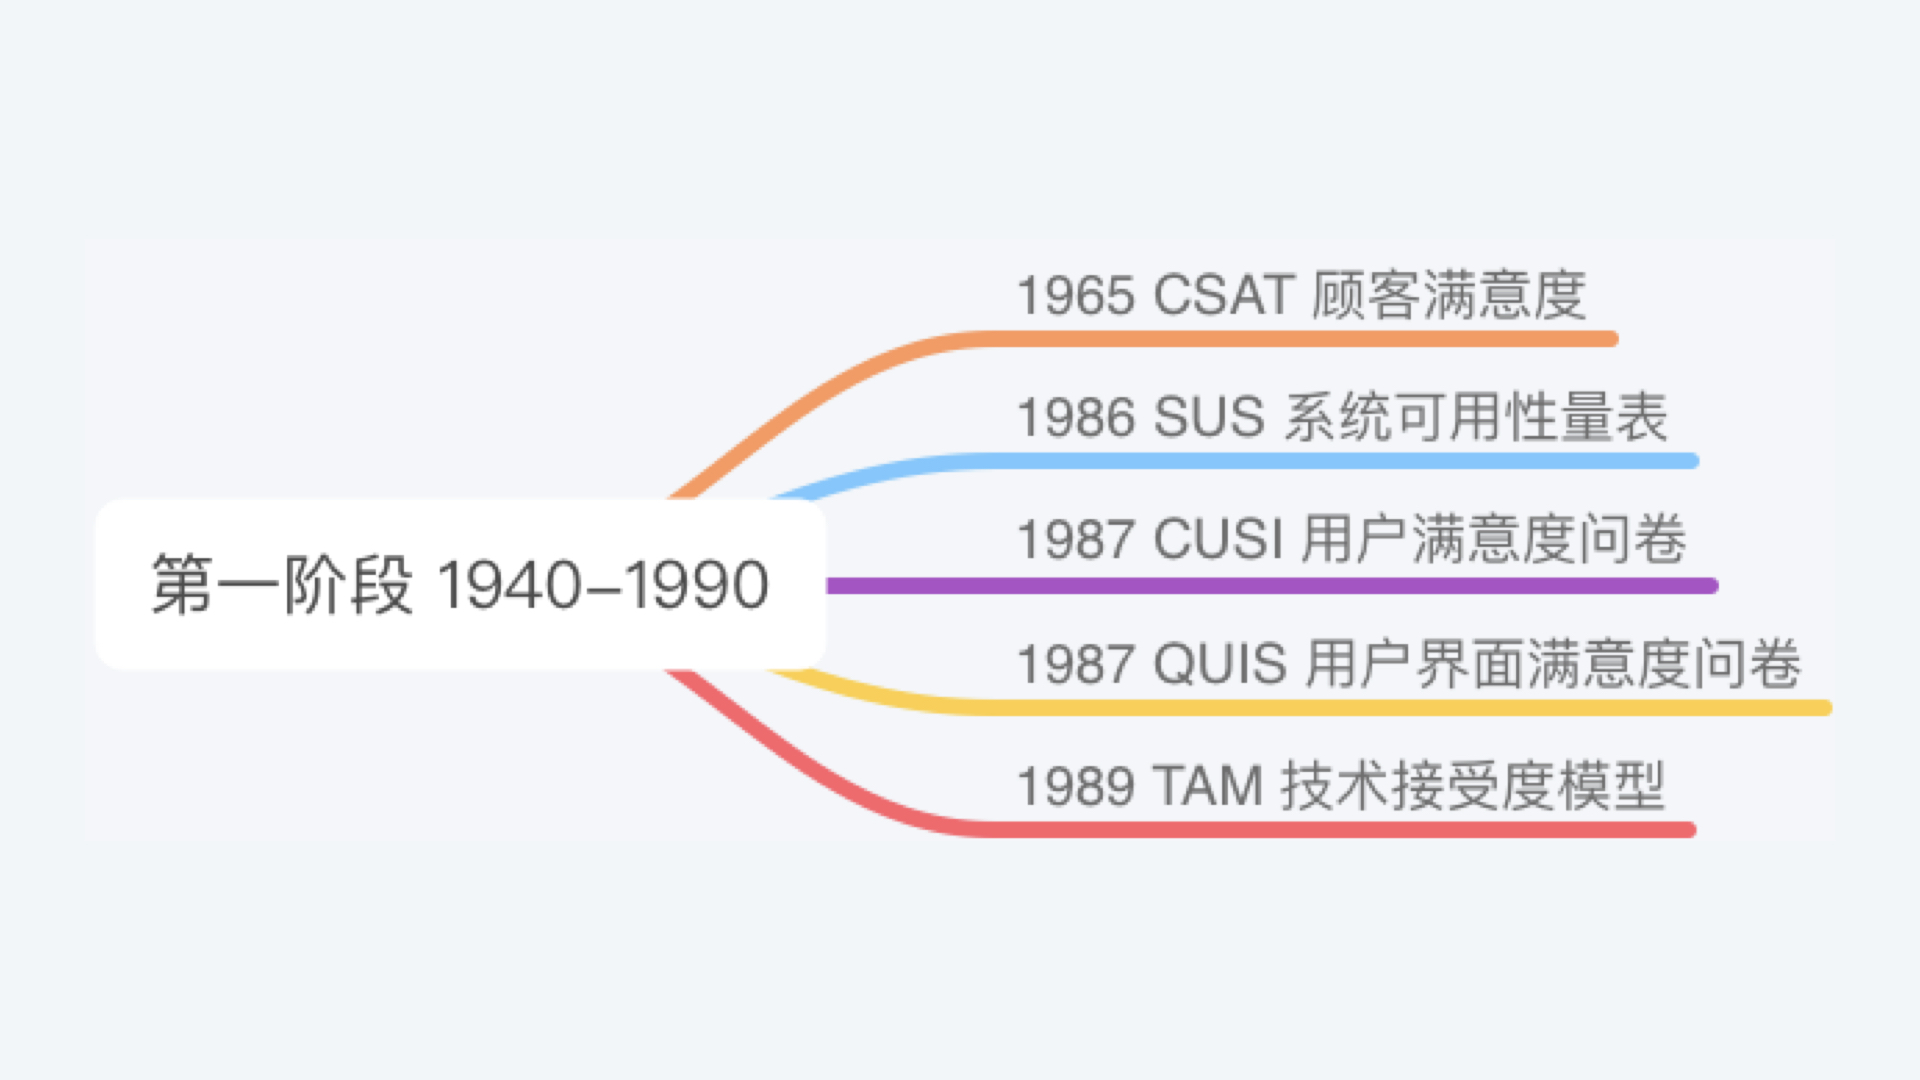 1965 CSAT 顾客满意度
1986 SUS 系统可用性量表
1987 CUSI 用户满意度问卷
第一阶段 1940–1990
1987 QUIS 用户界面满意度问卷
1989 TAM 技术接受度模型